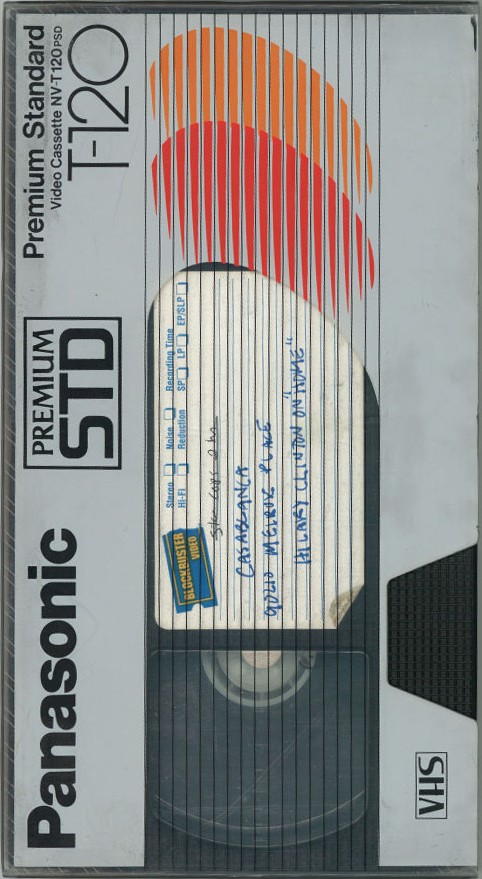 Panasonic
PREMIUM
STD
Premium Standard
Video Cassette NV-T120PSD
T-120
BLOCKBUSTER
VIDEO
Stereo
Hi-Fi
Noise
Reduction
Recording Time
SP LP EP/SLP
CASABLANCA
90210 MELROSE PLACE
HILARY CLINTON ON "HOME"
VHS